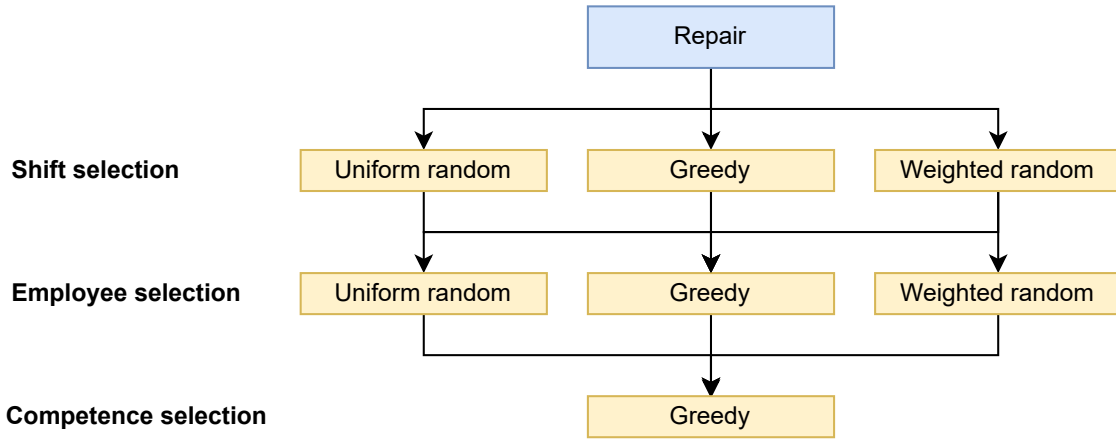 Repair
Shift selection
Uniform random
Greedy
Weighted random
Employee selection
Uniform random
Greedy
Weighted random
Competence selection
Greedy